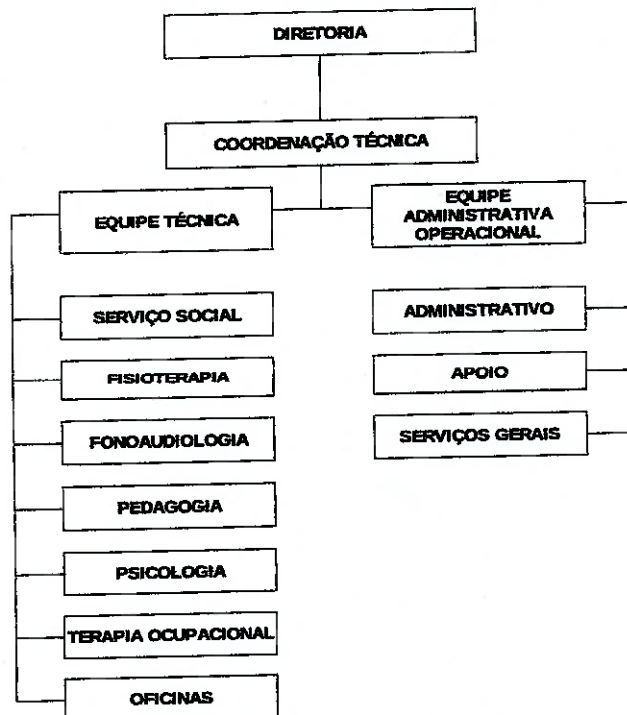 DIRETORIA
COORDENAÇÃO TÉCNICA
EQUIPE TÉCNICA
EQUIPE
ADMINISTRATIVA
OPERACIONAL
SERVIÇO SOCIAL
FISIOTERAPIA
FONOAUDIOLOGIA
PEDAGOGIA
PSICOLOGIA
TERAPIA OCUPACIONAL
OFICINAS
ADMINISTRATIVO
APOIO
SERVIÇOS GERAIS